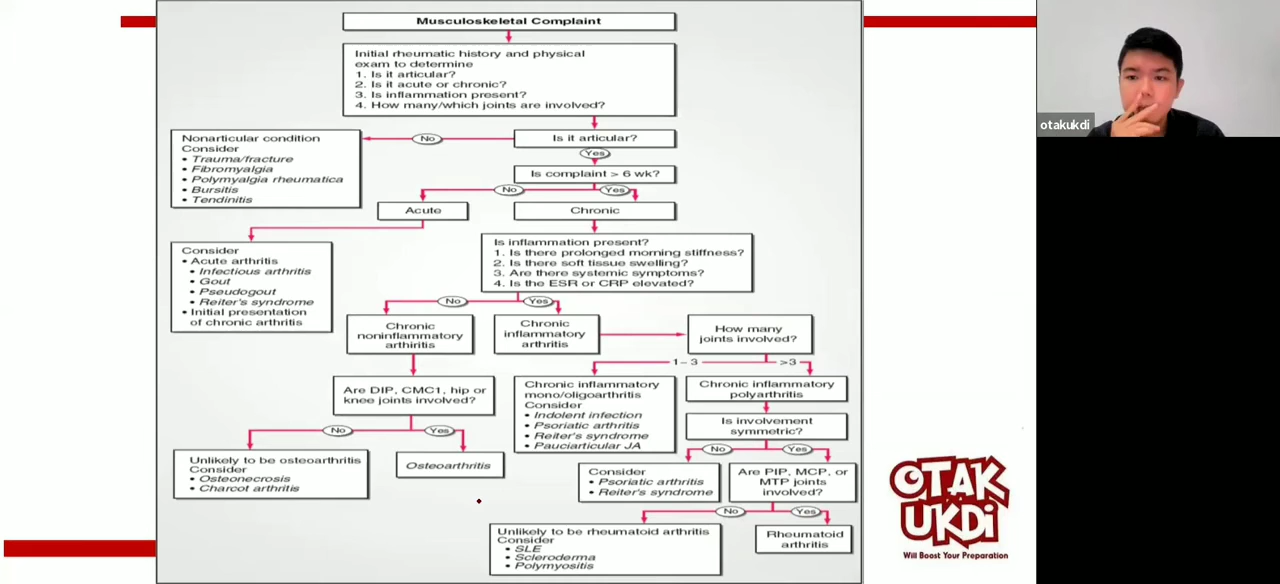 Musculoskeletal Complaint
Initial rheumatic history and physical
exam to determine
1. Is it articular?
2. Is it acute or chronic?
3. Is inflammation present?
4. How many/which joints are involved?
Nonarticular condition
Consider
• Trauma/fracture
• Fibromyalgia
• Polymyalgia rheumatica
• Bursitis
• Tendinitis
No
Is it articular?
Yes
Is complaint > 6 wk?
No
Yes
Acute
Chronic
Consider
• Acute arthritis
• Infectious arthritis
• Gout
• Pseudogout
• Reiter's syndrome
• Initial presentation
of chronic arthritis
Is inflammation present?
1. Is there prolonged morning stiffness?
2. Is there soft tissue swelling?
3. Are there systemic symptoms?
4. Is the ESR or CRP elevated?
No
Yes
Chronic
noninflammatory
arthiritis
Chronic
inflammatory
arthritis
How many
joints involved?
1–3
>3
Are DIP, CMC1, hip or
knee joints involved?
Chronic inflammatory
mono/oligoarthritis
Consider
• Indolent infection
• Psoriatic arthritis
• Reiter's syndrome
• Pauciarticular JA
Chronic inflammatory
polyarthritis
Is involvement
symmetric?
No
Yes
No
Yes
Unlikely to be osteoarthritis
Consider
• Osteonecrosis
• Charcot arthritis
Osteoarthritis
Consider
• Psoriatic arthritis
• Reiter's syndrome
Are PIP, MCP, or
MTP joints
involved?
No
Yes
Unlikely to be rheumatoid arthritis
Consider
• SLE
• Scleroderma
• Polymyositis
Rheumatoid
arthritis
otakukdi
OTAK
UKDi
Will Boost Your Preparation